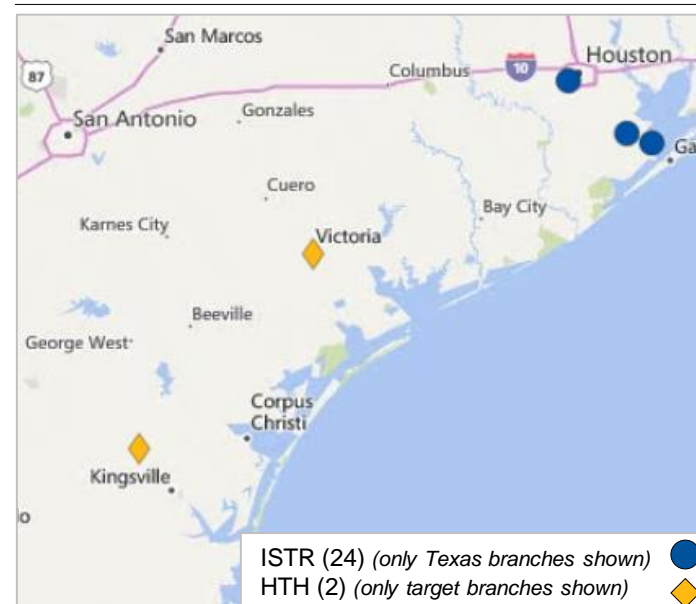 San Marcos
87
10
Houston
Columbus
San Antonio
Gonzales
Ga
Cuero
Bay City
Karnes City
Victoria
Beeville
George West
Corpus
Christi
Kingsville
o
ISTR (24) (only Texas branches shown)
HTH (2) (only target branches shown)